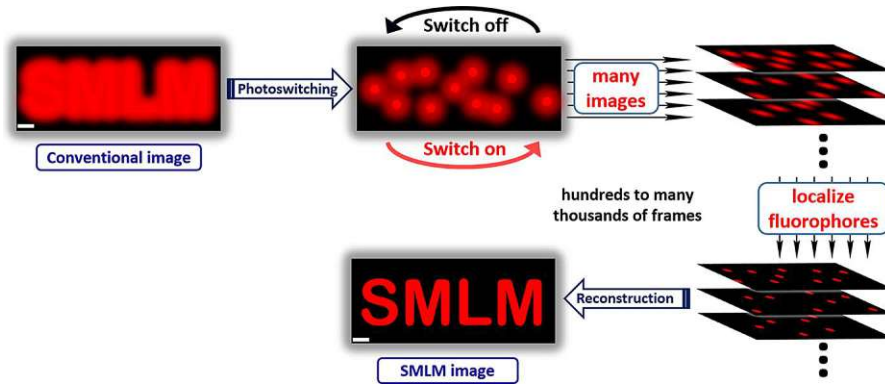 Switch off
SMLM
Photoswitching
many
images
Conventional image
Switch on
hundreds to many
thousands of frames
localize
fluorophores
SMLM
Reconstruction
SMLM image